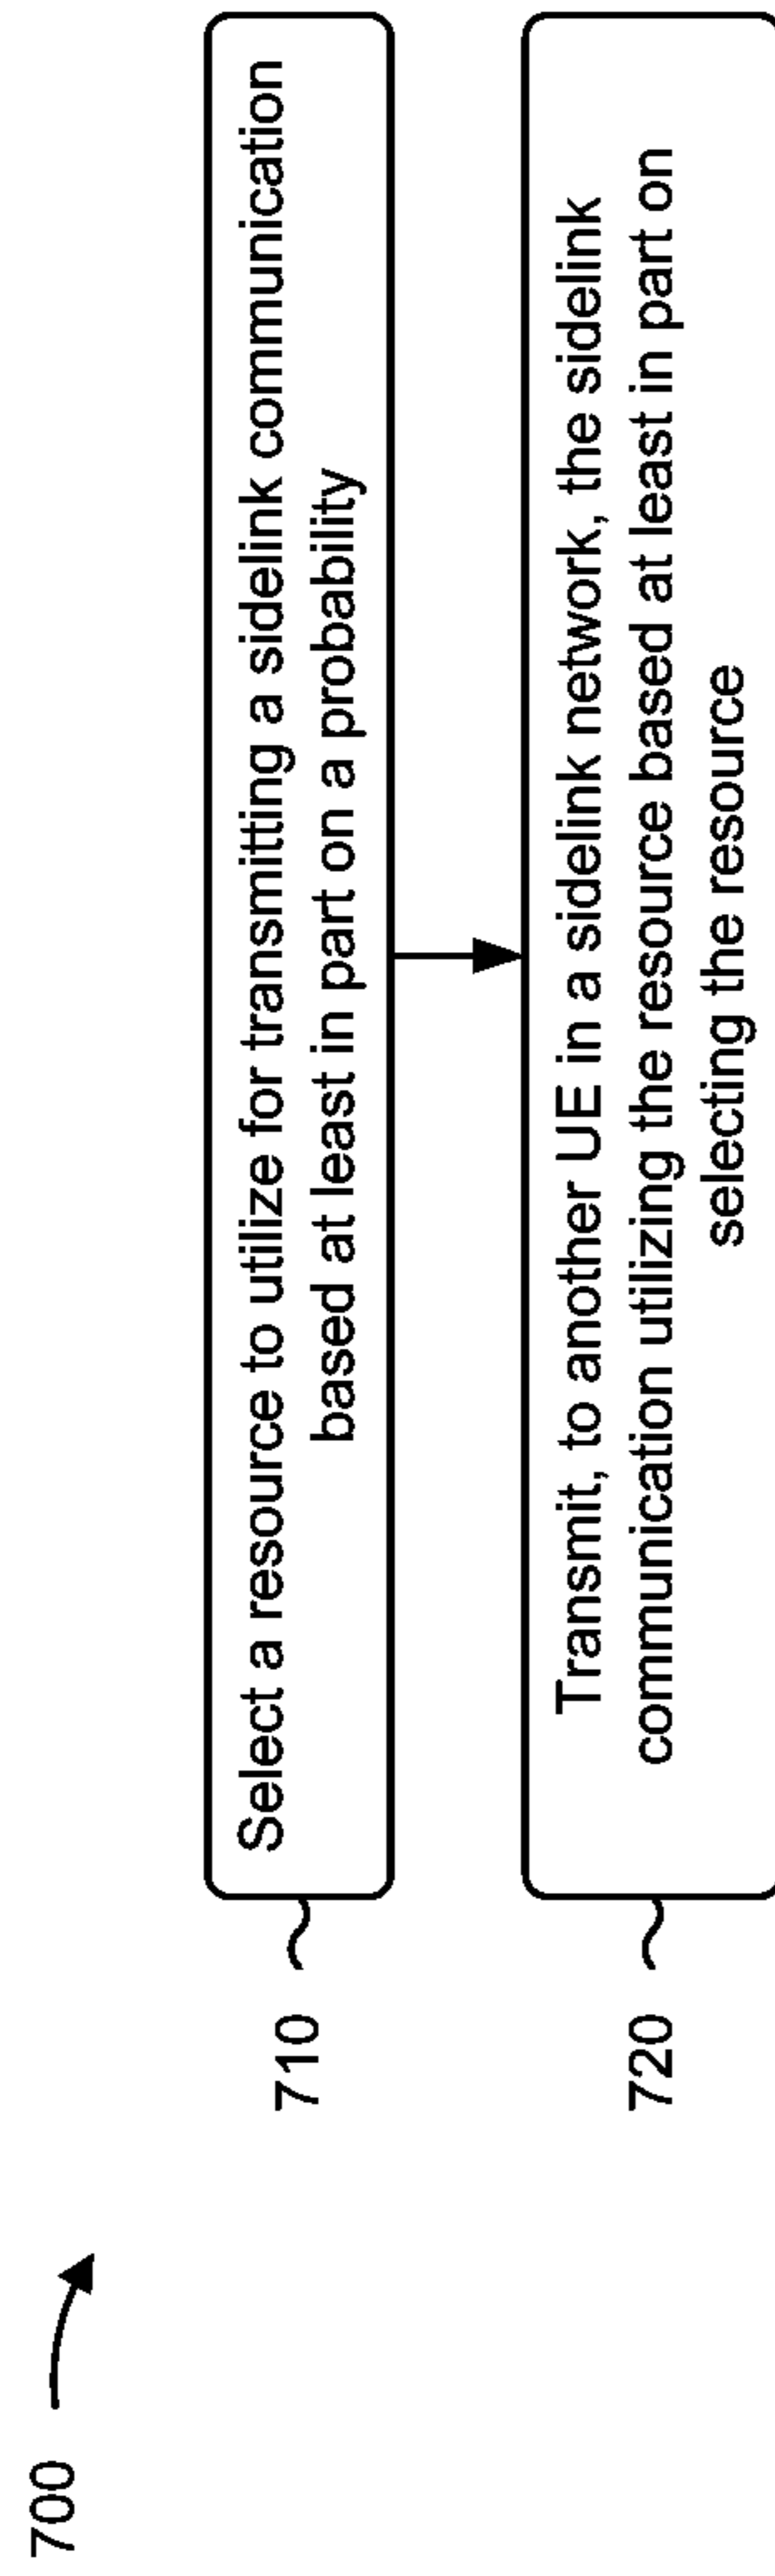 700
710
Select a resource to utilize for transmitting a sidelink communication
based at least in part on a probability
720
Transmit, to another UE in a sidelink network, the sidelink
communication utilizing the resource based at least in part on
selecting the resource